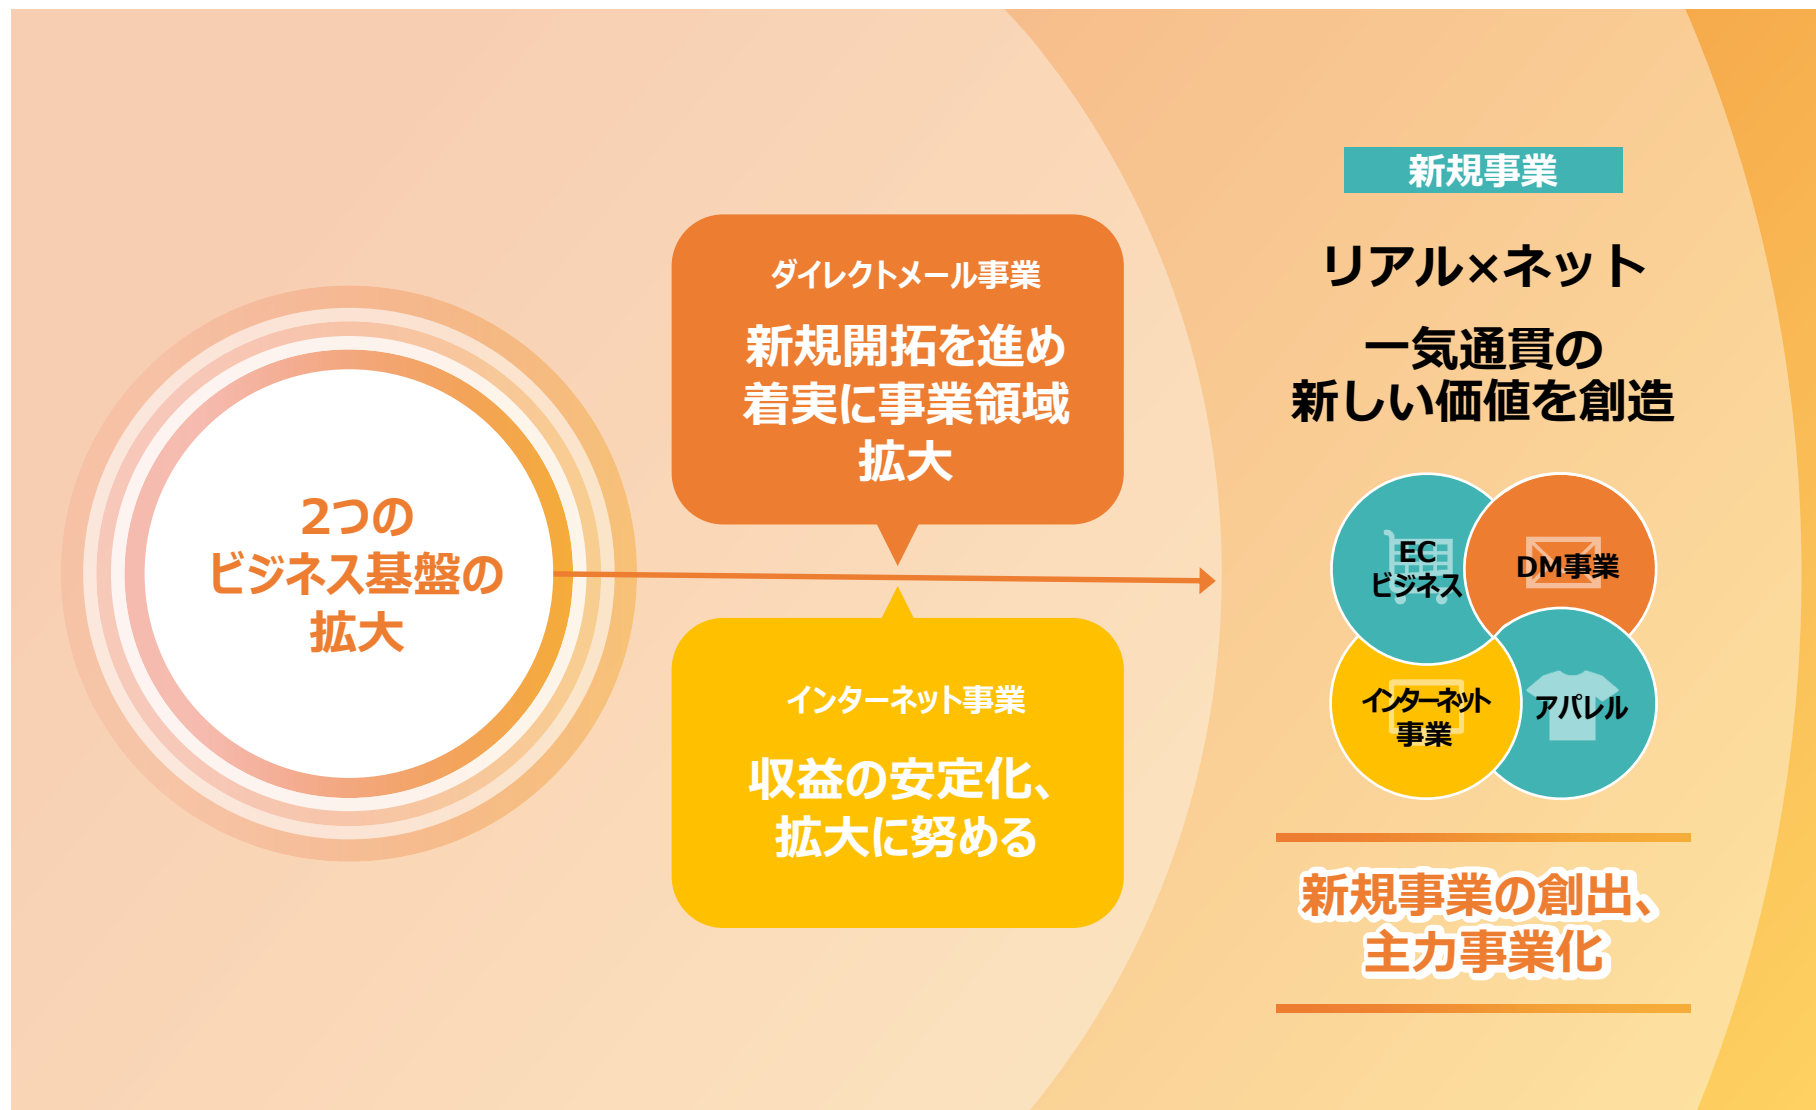 2つの
ビジネス基盤の
拡大
ダイレクトメール事業
新規開拓を進め
着実に事業領域
拡大
インターネット事業
収益の安定化、
拡大に努める
新規事業
リアル×ネット
一気通貫の
新しい価値を創造
EC
ビジネス
DM事業
インターネット
事業
アパレル
新規事業の創出、
主力事業化